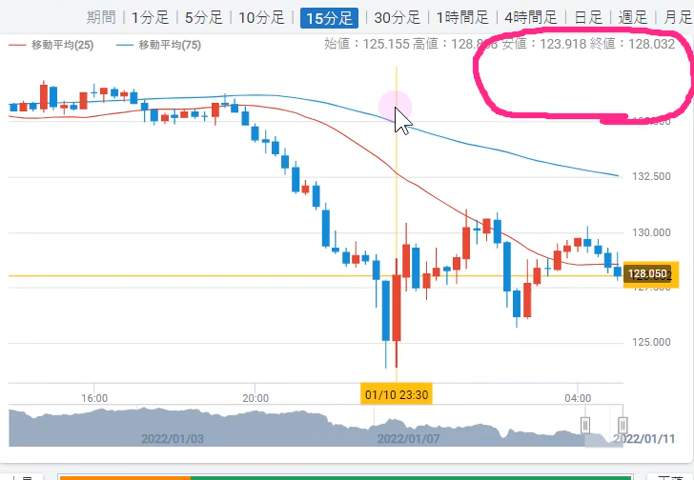 期間 | 1分足 | 5分足 | 10分足 | 15分足 | 30分足 | 1時間足 | 4時間足 | 日足 | 週足 | 月足
移動平均(25) 移動平均(75) 始値:125.155 高値:128.8 安値:123.918 終値:128.032
132.500
130.000
128.050
125.000
16:00 20:00 01/10 23:30 04:00
2022/01/03 2022/01/07 2022/01/11